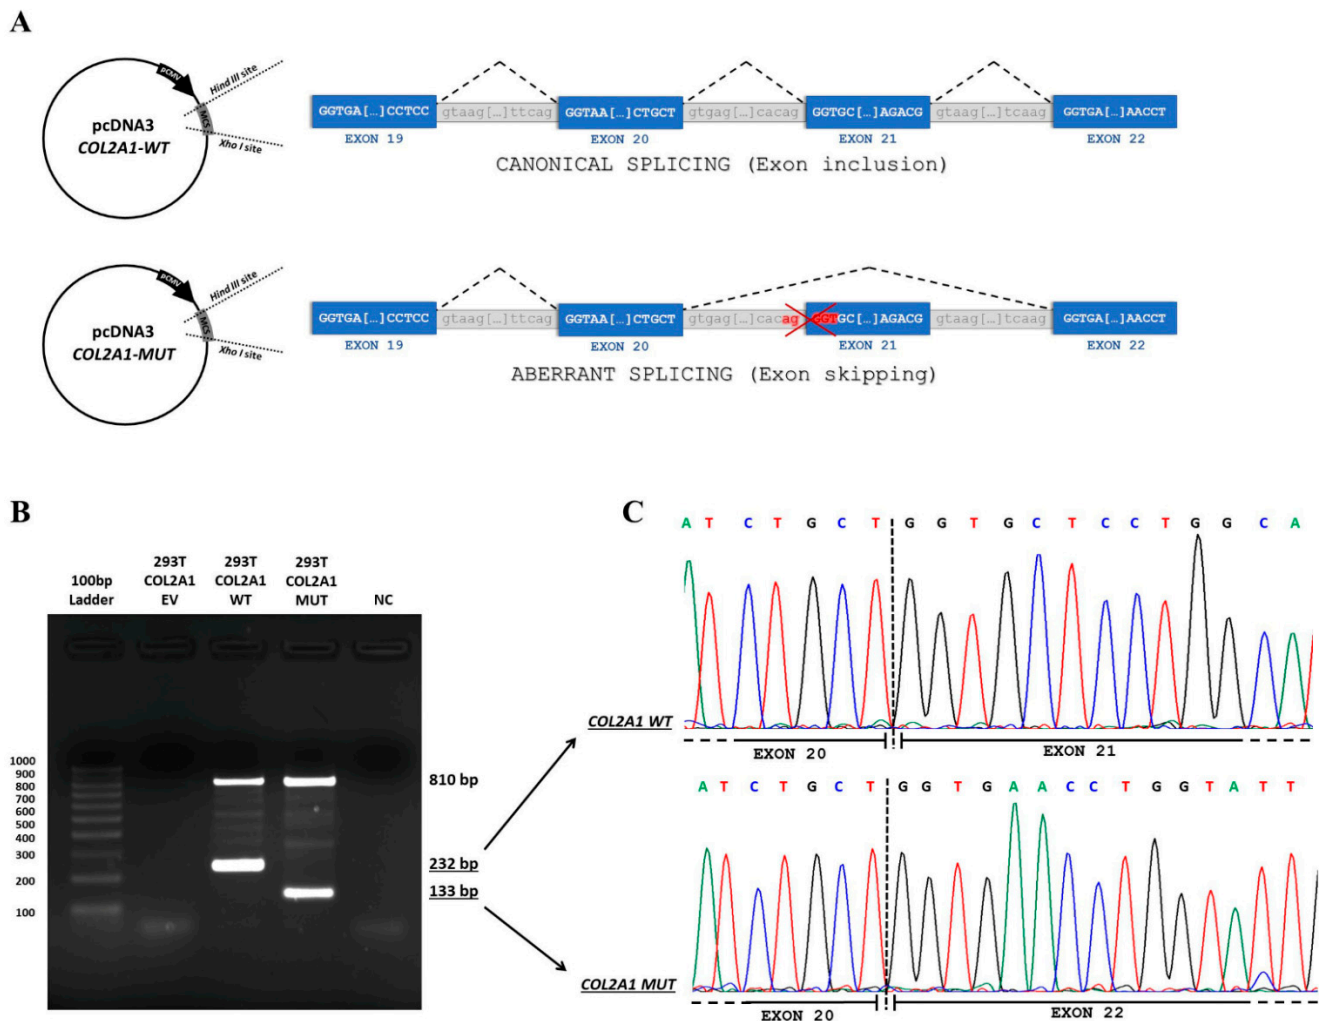 A
pCMV
Hind III site
MCS
Xho I site
pcDNA3
COL2A1-WT
GGTGA[...]CCTCC gtaag[...]ttcag GGTAA[...]CTGCT gtgag[...]cacag GGTGC[...]AGACG gtaag[...]tcaag GGTGA[...]AACCT
EXON 19 EXON 20 EXON 21 EXON 22
CANONICAL SPLICING (Exon inclusion)
pCMV
Hind III site
MCS
Xho I site
pcDNA3
COL2A1-MUT
GGTGA[...]CCTCC gtaag[...]ttcag GGTAA[...]CTGCT gtgag[...]cacag GGTGC[...]AGACG gtaag[...]tcaag GGTGA[...]AACCT
EXON 19 EXON 20 EXON 21 EXON 22
ABERRANT SPLICING (Exon skipping)
B
100bp
Ladder
293T
COL2A1
EV
293T
COL2A1
WT
293T
COL2A1
MUT
NC
1000
900
800
700
600
500
400
300
200
100
810 bp
232 bp
133 bp
C
A T C T G C T G G T G C T C C T G G C A
COL2A1 WT
EXON 20 EXON 21
A T C T G C T G G T G A A C C T G G T A T T
COL2A1 MUT
EXON 20 EXON 22